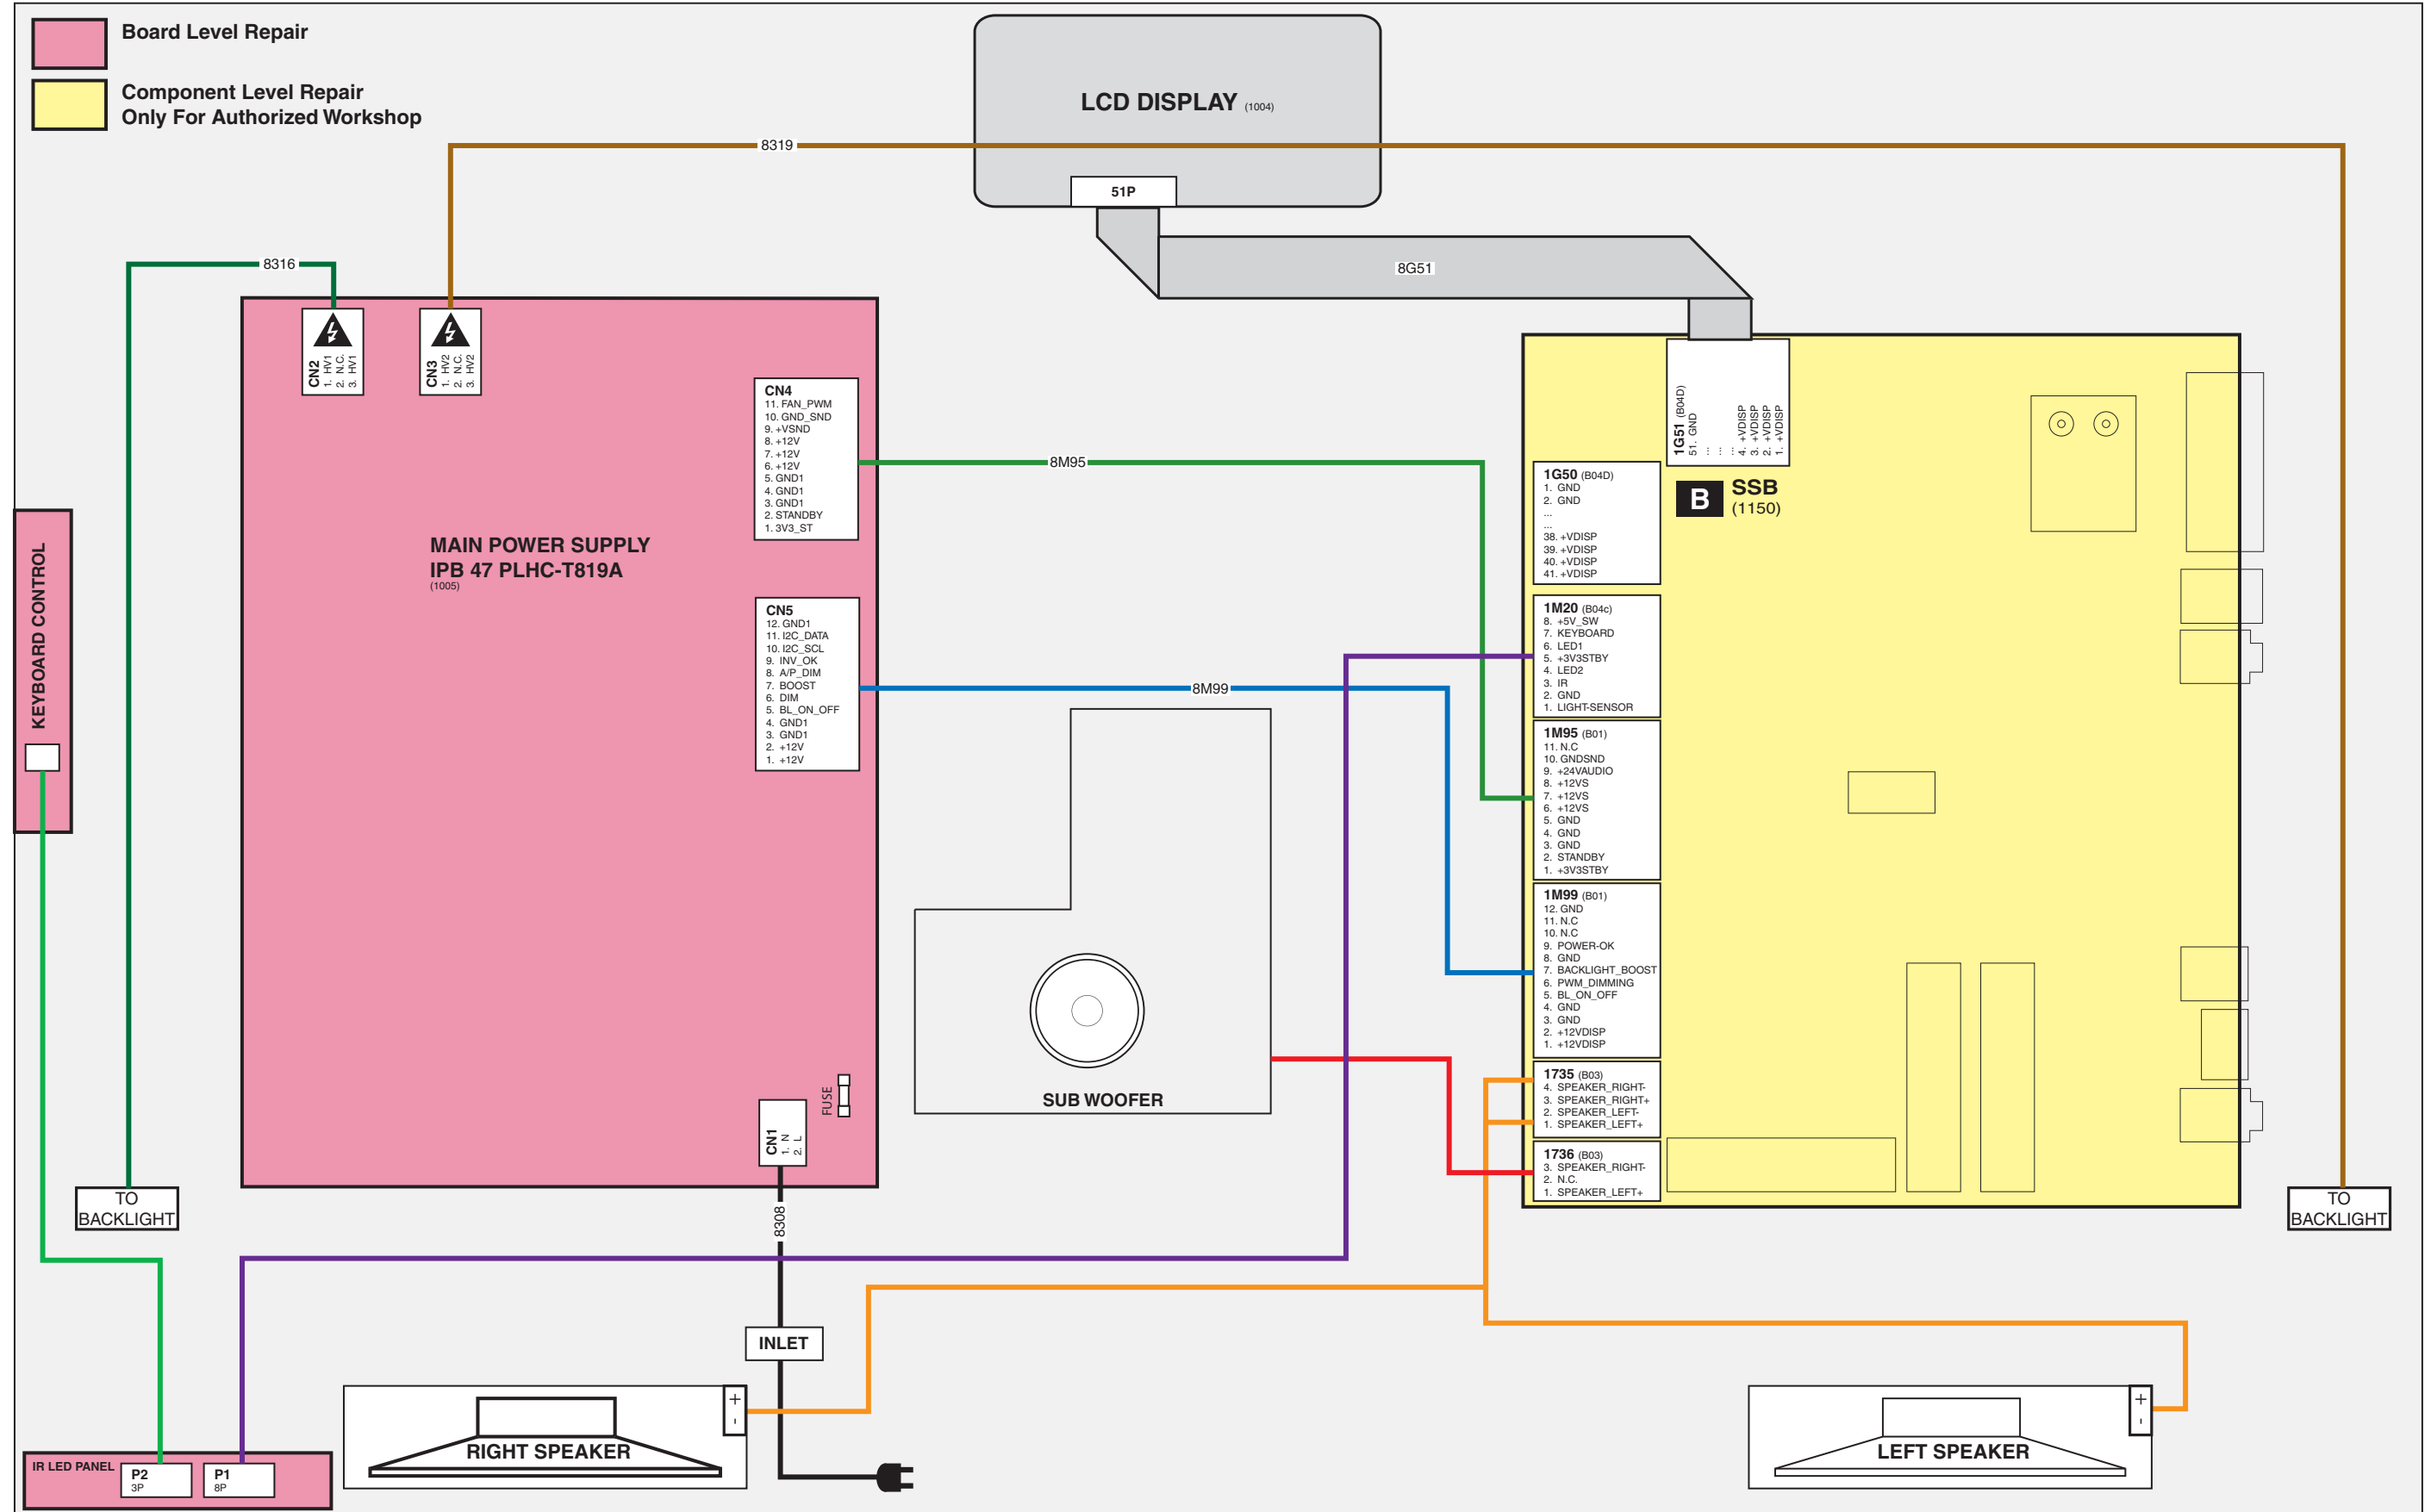 Board Level Repair
Component Level Repair
Only For Authorized Workshop
LCD DISPLAY (1004)
51P
8319
8316
8G51
CN2
1. HV1
2. N.C.
3. HV1
CN3
1. HV2
2. N.C.
3. HV2
CN4
11. FAN_PWM
10. GND_SND
9. +VSND
8. +12V
7. +12V
6. +12V
5. GND1
4. GND1
3. GND1
2. STANDBY
1. 3V3_ST
8M95
MAIN POWER SUPPLY
IPB 47 PLHC-T819A
(1005)
CN5
12. GND1
11. I2C_DATA
10. I2C_SCL
9. INV_OK
8. A/P_DIM
7. BOOST
6. DIM
5. BL_ON_OFF
4. GND1
3. GND1
2. +12V
1. +12V
8M99
KEYBOARD CONTROL
1G51 (B04D)
51. GND
...
...
...
4. +VDISP
3. +VDISP
2. +VDISP
1. +VDISP
B
SSB
(1150)
1G50 (B04D)
1. GND
2. GND
...
...
38. +VDISP
39. +VDISP
40. +VDISP
41. +VDISP
1M20 (B04c)
8. +5V_SW
7. KEYBOARD
6. LED1
5. +3V3STBY
4. LED2
3. IR
2. GND
1. LIGHT-SENSOR
1M95 (B01)
11. N.C
10. GNDSND
9. +24VAUDIO
8. +12VS
7. +12VS
6. +12VS
5. GND
4. GND
3. GND
2. STANDBY
1. +3V3STBY
1M99 (B01)
12. GND
11. N.C
10. N.C
9. POWER-OK
8. GND
7. BACKLIGHT_BOOST
6. PWM_DIMMING
5. BL_ON_OFF
4. GND
3. GND
2. +12VDISP
1. +12VDISP
1735 (B03)
4. SPEAKER_RIGHT-
3. SPEAKER_RIGHT+
2. SPEAKER_LEFT-
1. SPEAKER_LEFT+
1736 (B03)
3. SPEAKER_RIGHT-
2. N.C.
1. SPEAKER_LEFT+
SUB WOOFER
FUSE
CN1
1. N
2. L
8308
TO
BACKLIGHT
TO
BACKLIGHT
INLET
+
-
RIGHT SPEAKER
+
-
LEFT SPEAKER
IR LED PANEL
P2
3P
P1
8P